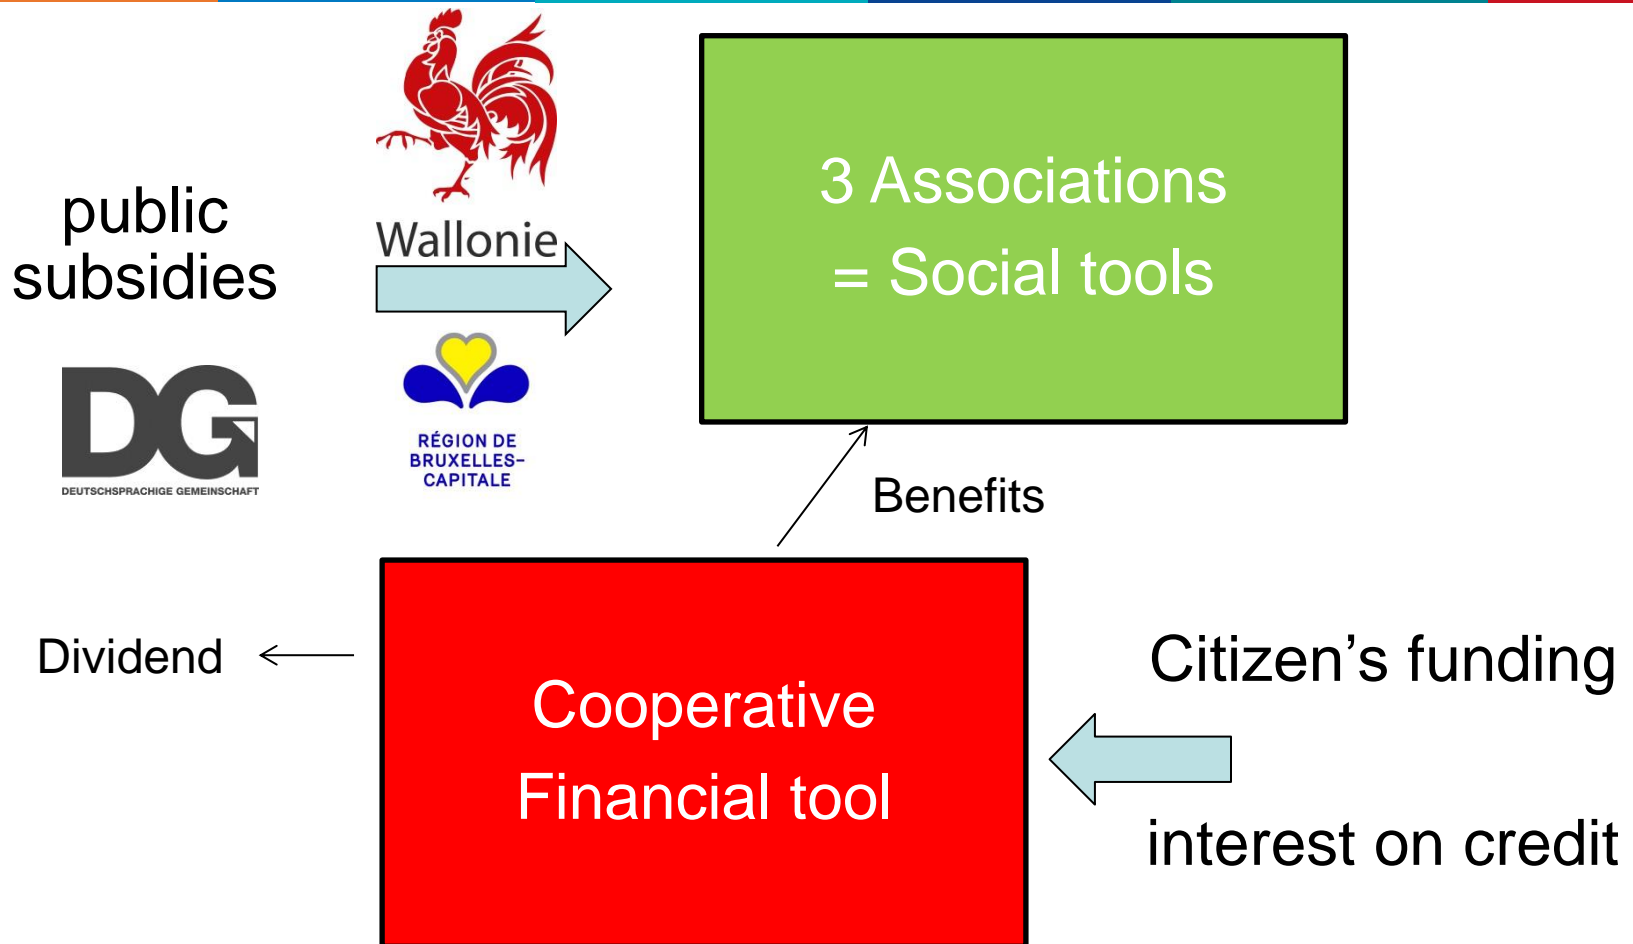 public
subsidies
Wallonie
DG
DEUTSCHSPRACHIGE GEMEINSCHAFT
RÉGION DE
BRUXELLES-
CAPITALE
3 Associations
= Social tools
Benefits
Dividend
Cooperative
Financial tool
Citizen’s funding
interest on credit